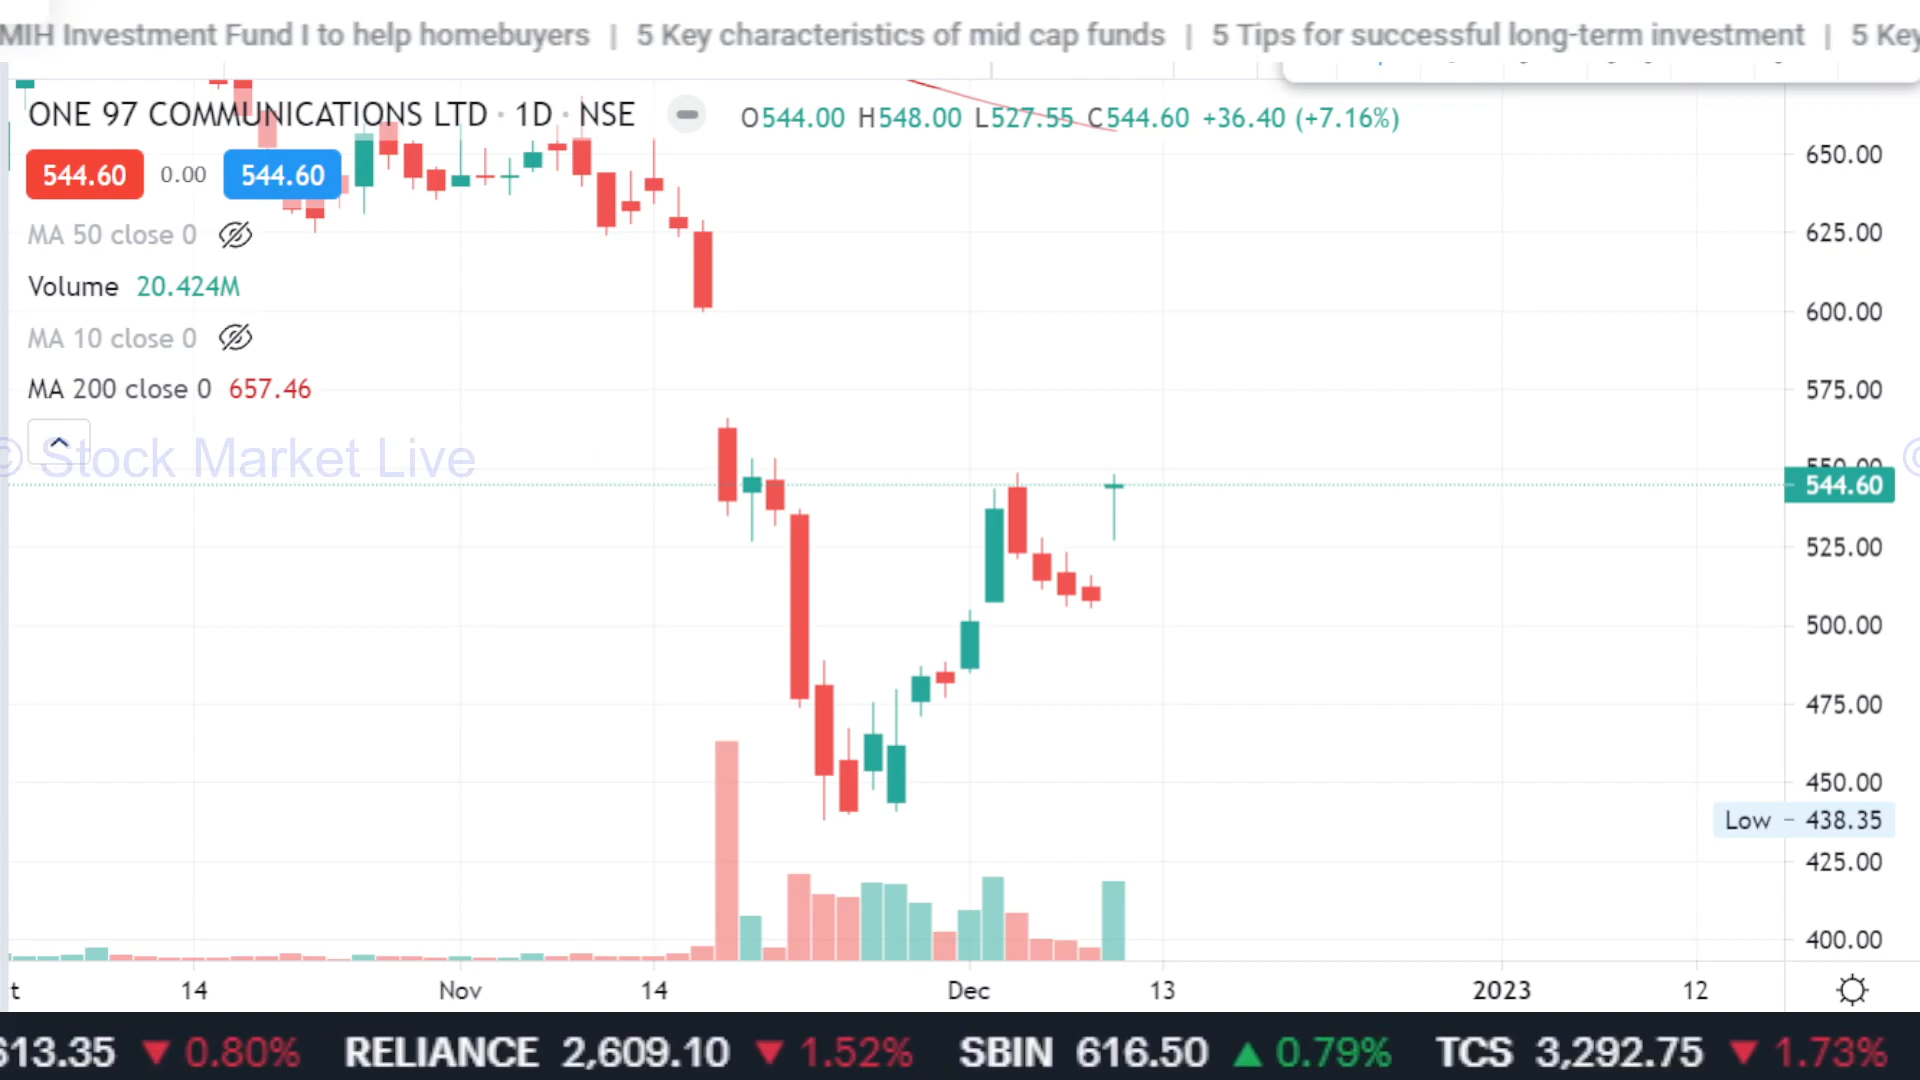 MIH Investment Fund I to help homebuyers | 5 Key characteristics of mid cap funds | 5 Tips for successful long-term investment | 5 Key
ONE 97 COMMUNICATIONS LTD · 1D · NSE O544.00 H548.00 L527.55 C544.60 +36.40 (+7.16%)
544.60 0.00 544.60
MA 50 close 0
Volume 20.424M
MA 10 close 0
MA 200 close 0 657.46
© Stock Market Live
650.00
625.00
600.00
575.00
550.00
544.60
525.00
500.00
475.00
450.00
Low - 438.35
425.00
400.00
t 14 Nov 14 Dec 13 2023 12
613.35 ▼ 0.80% RELIANCE 2,609.10 ▼ 1.52% SBIN 616.50 ▲ 0.79% TCS 3,292.75 ▼ 1.73%